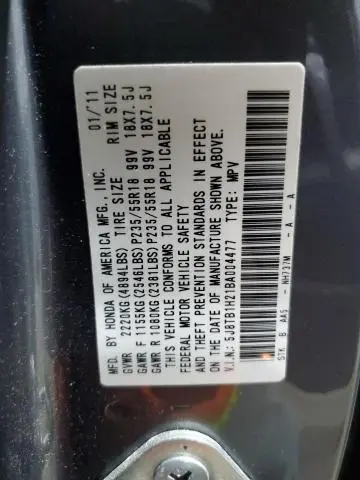 MFD. BY HONDA OF AMERICA MFG., INC. 01/'11
TIRE SIZE RIM SIZE
GVWR 2220KG(4894LBS)
GAWR F 1155KG(2546LBS)P235/55R18 99V 18X7.5J
GAWR R 1080KG(2381LBS)P235/55R18 99V 18X7.5J
THIS VEHICLE CONFORMS TO ALL APPLICABLE
FEDERAL MOTOR VEHICLE SAFETY
AND THEFT PREVENTION STANDARDS IN EFFECT
ON THE DATE OF MANUFACTURE SHOWN ABOVE.
V.I.N.: 5J8TB1H21BA004477 TYPE: MPV
STK B AA5 - NH737M - A - A